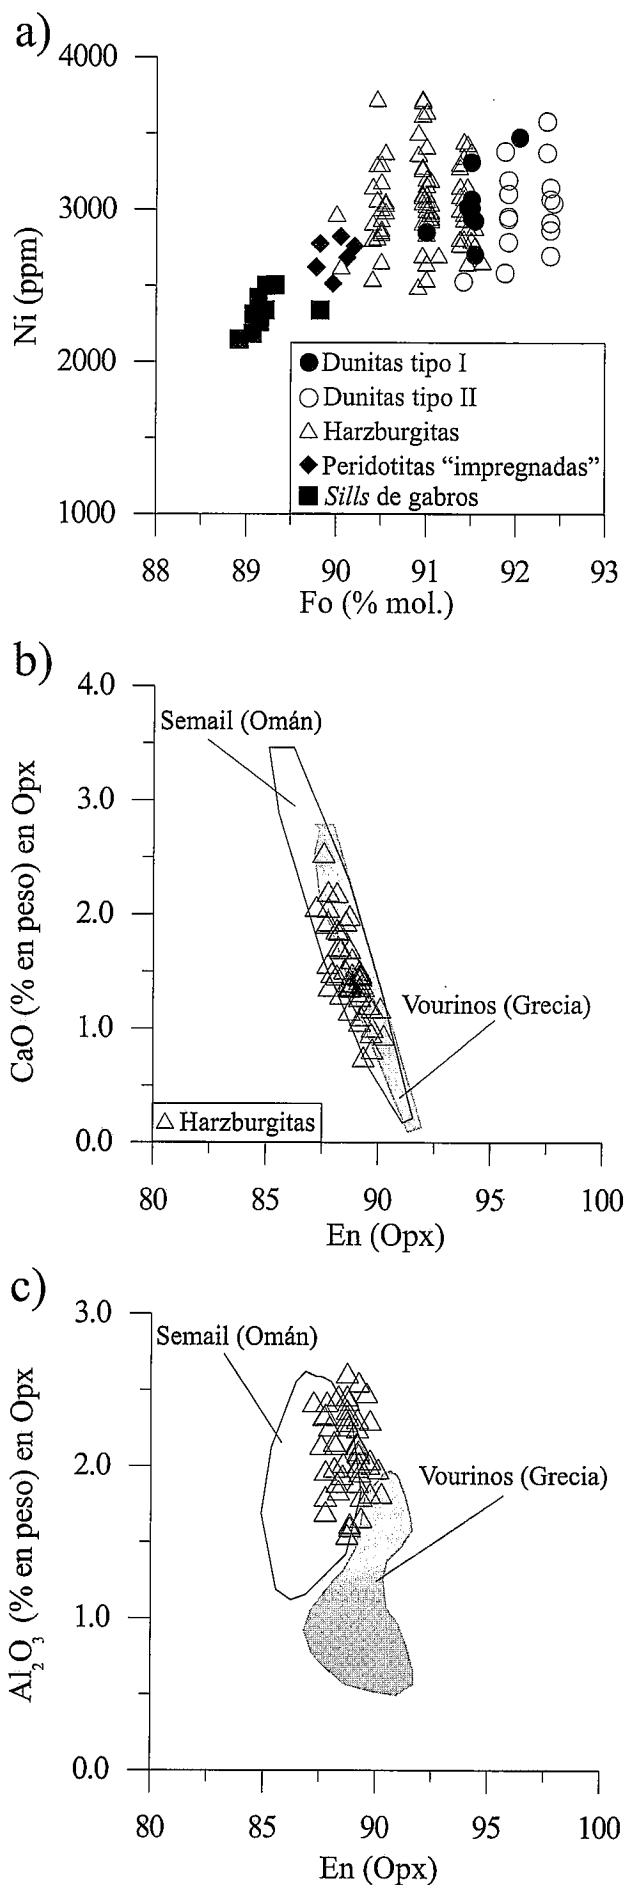 a)
4000
3000
2000
1000
Ni (ppm)
Dunitas tipo I
Dunitas tipo II
Harzburgitas
Peridotitas “impregnadas”
Sills de gabros
88 89 90 91 92 93
Fo (% mol.)
b)
4.0
3.0
2.0
1.0
0.0
CaO (% en peso) en Opx
Semail (Omán)
Vourinos (Grecia)
Harzburgitas
80 85 90 95 100
En (Opx)
c)
3.0
2.0
1.0
0.0
Al₂O₃ (% en peso) en Opx
Semail (Omán)
Vourinos (Grecia)
80 85 90 95 100
En (Opx)